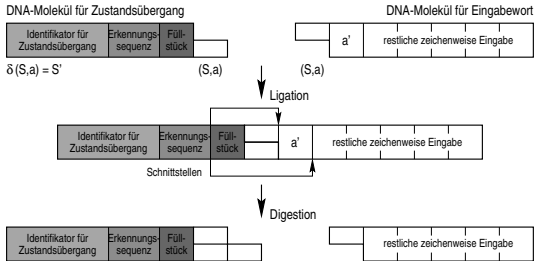 DNA-Molekül für Zustandsübergang
DNA-Molekül für Eingabewort
Identifikator für
Zustandsübergang
Erkennungs-
sequenz
Füll-
stück
a'
restliche zeichenweise Eingabe
δ(S,a) = S'
(S,a)
(S,a)
Ligation
Identifikator für
Zustandsübergang
Erkennungs-
sequenz
Füll-
stück
a'
restliche zeichenweise Eingabe
Schnittstellen
Digestion
Identifikator für
Zustandsübergang
Erkennungs-
sequenz
Füll-
stück
restliche zeichenweise Eingabe